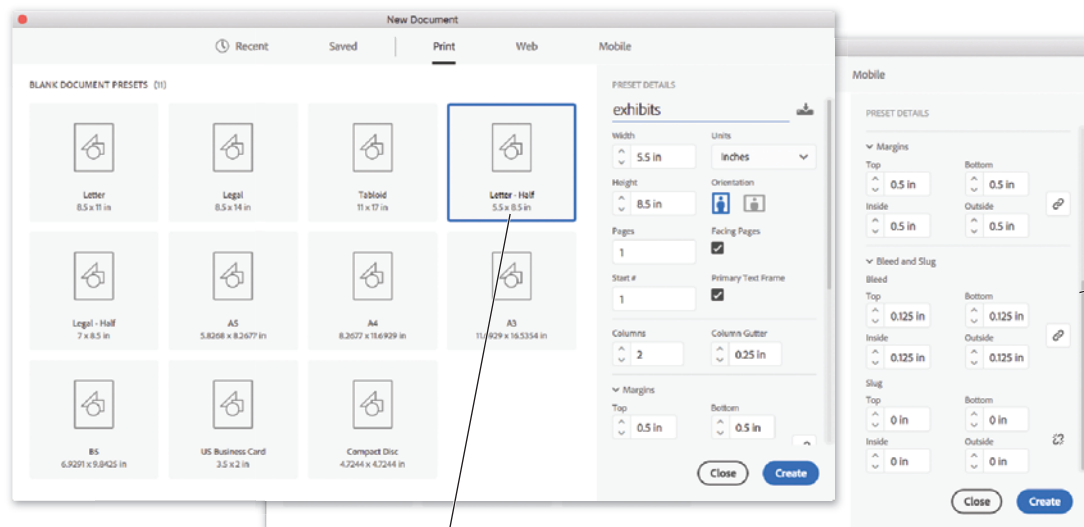 New Document
Recent Saved Print Web Mobile
BLANK DOCUMENT PRESETS (11)
Letter
8.5 x 11 in
Legal
8.5 x 14 in
Tabloid
11 x 17 in
Letter - Half
5.5 x 8.5 in
Legal - Half
7 x 8.5 in
A5
5.8268 x 8.2677 in
A4
8.2677 x 11.6929 in
A3
11.6929 x 16.5354 in
B5
6.9291 x 9.8425 in
US Business Card
3.5 x 2 in
Compact Disc
4.7244 x 4.7244 in
PRESET DETAILS
exhibits
Width Units
5.5 in Inches
Height Orientation
8.5 in
Pages Facing Pages
1
Start # Primary Text Frame
1
Columns Column Gutter
2 0.25 in
Margins
Top Bottom
0.5 in 0.5 in
Close Create
Mobile
PRESET DETAILS
Margins
Top Bottom
0.5 in 0.5 in
Inside Outside
0.5 in 0.5 in
Bleed and Slug
Bleed
Top Bottom
0.125 in 0.125 in
Inside Outside
0.125 in 0.125 in
Slug
Top Bottom
0 in 0 in
Inside Outside
0 in 0 in
Close Create